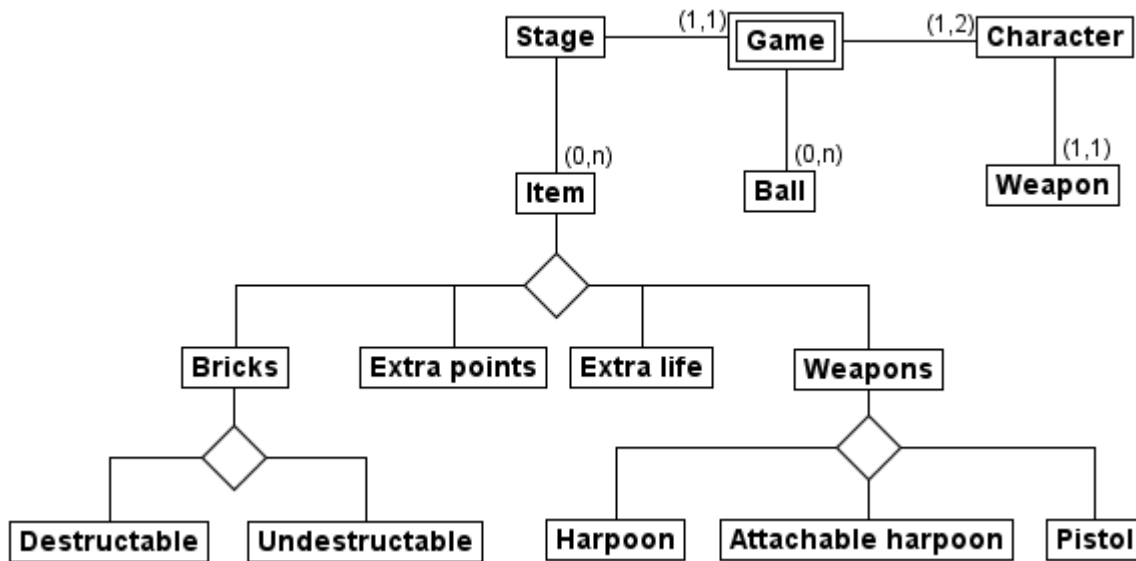 Stage
(1,1)
Game
(1,2)
Character
(0,n)
(0,n)
(1,1)
Item
Ball
Weapon
Bricks
Extra points
Extra life
Weapons
Destructable
Undestructable
Harpoon
Attachable harpoon
Pistol